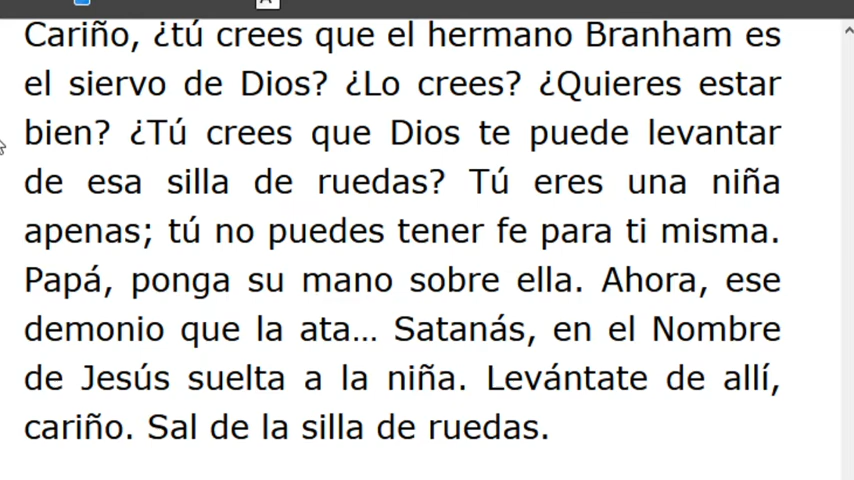 Cariño, ¿tú crees que el hermano Branham es
el siervo de Dios? ¿Lo crees? ¿Quieres estar
bien? ¿Tú crees que Dios te puede levantar
de esa silla de ruedas? Tú eres una niña
apenas; tú no puedes tener fe para ti misma.
Papá, ponga su mano sobre ella. Ahora, ese
demonio que la ata... Satanás, en el Nombre
de Jesús suelta a la niña. Levántate de allí,
cariño. Sal de la silla de ruedas.